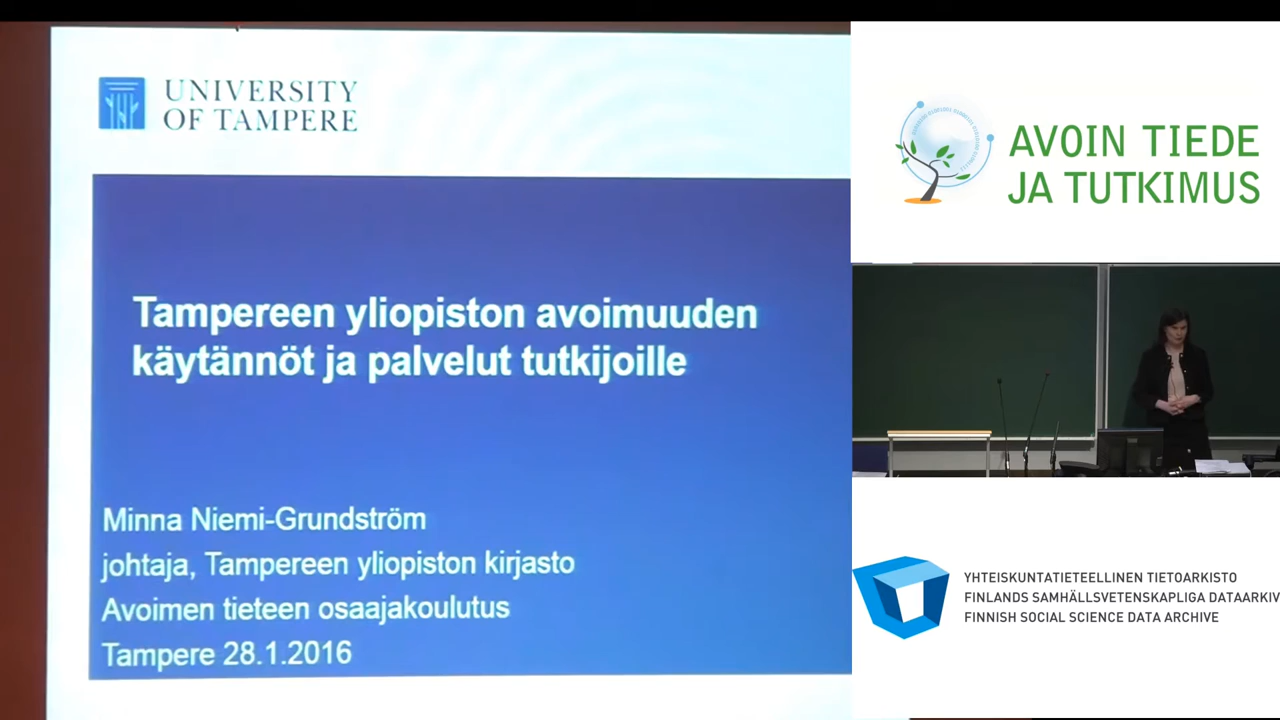 UNIVERSITY
OF TAMPERE
Tampereen yliopiston avoimuuden
käytännöt ja palvelut tutkijoille
Minna Niemi-Grundström
johtaja, Tampereen yliopiston kirjasto
Avoimen tieteen osaajakoulutus
Tampere 28.1.2016
AVOIN TIEDE
JA TUTKIMUS
YHTEISKUNTATIETEELLINEN TIETOARKISTO
FINLANDS SAMHÄLLSVETENSKAPLIGA DATAARKIV
FINNISH SOCIAL SCIENCE DATA ARCHIVE